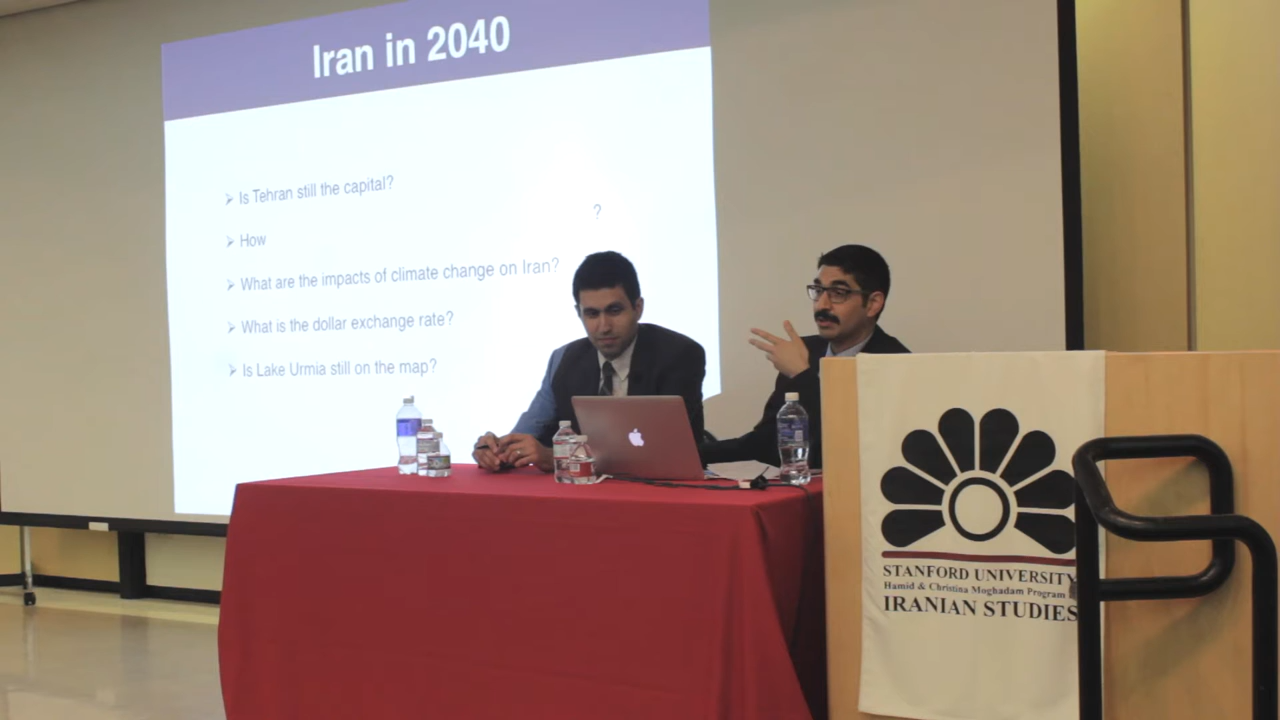 Iran in 2040
➢ Is Tehran still the capital?
➢ How ?
➢ What are the impacts of climate change on Iran?
➢ What is the dollar exchange rate?
➢ Is Lake Urmia still on the map?
STANFORD UNIVERSITY
Hamid & Christina Moghadam Program
IRANIAN STUDIES